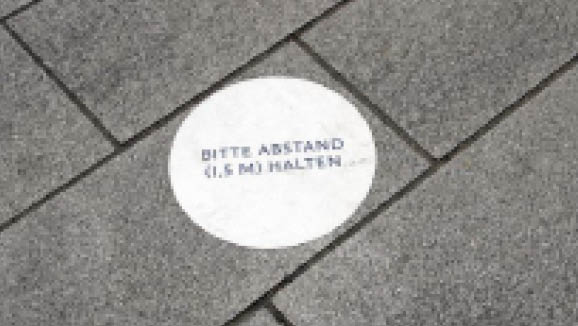 BITTE ABSTAND
(1,5 M) HALTEN